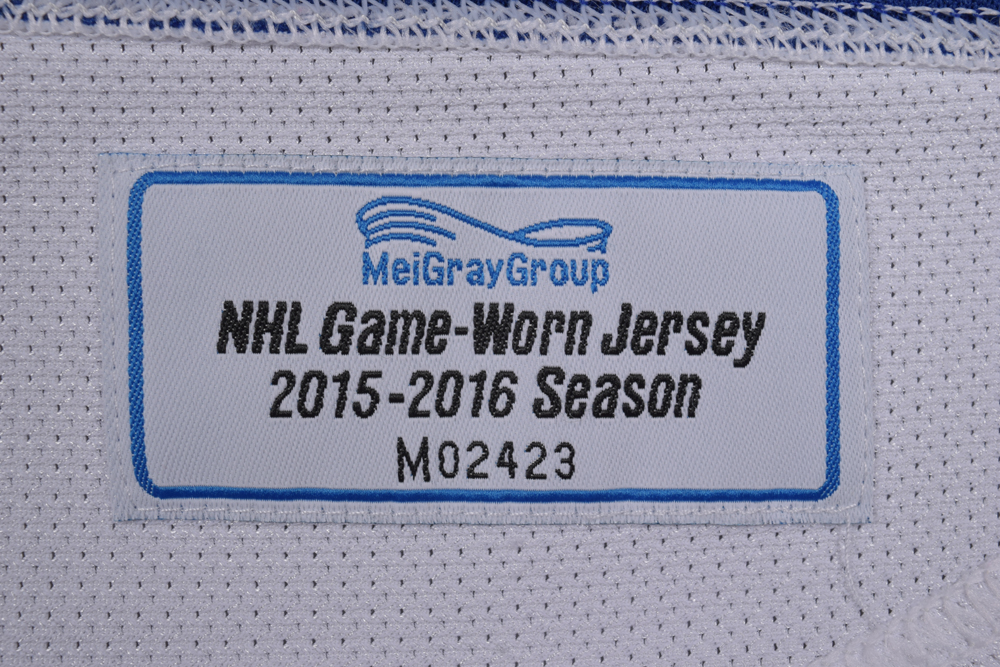 MeiGrayGroup
NHL Game-Worn Jersey
2015-2016 Season
M02423